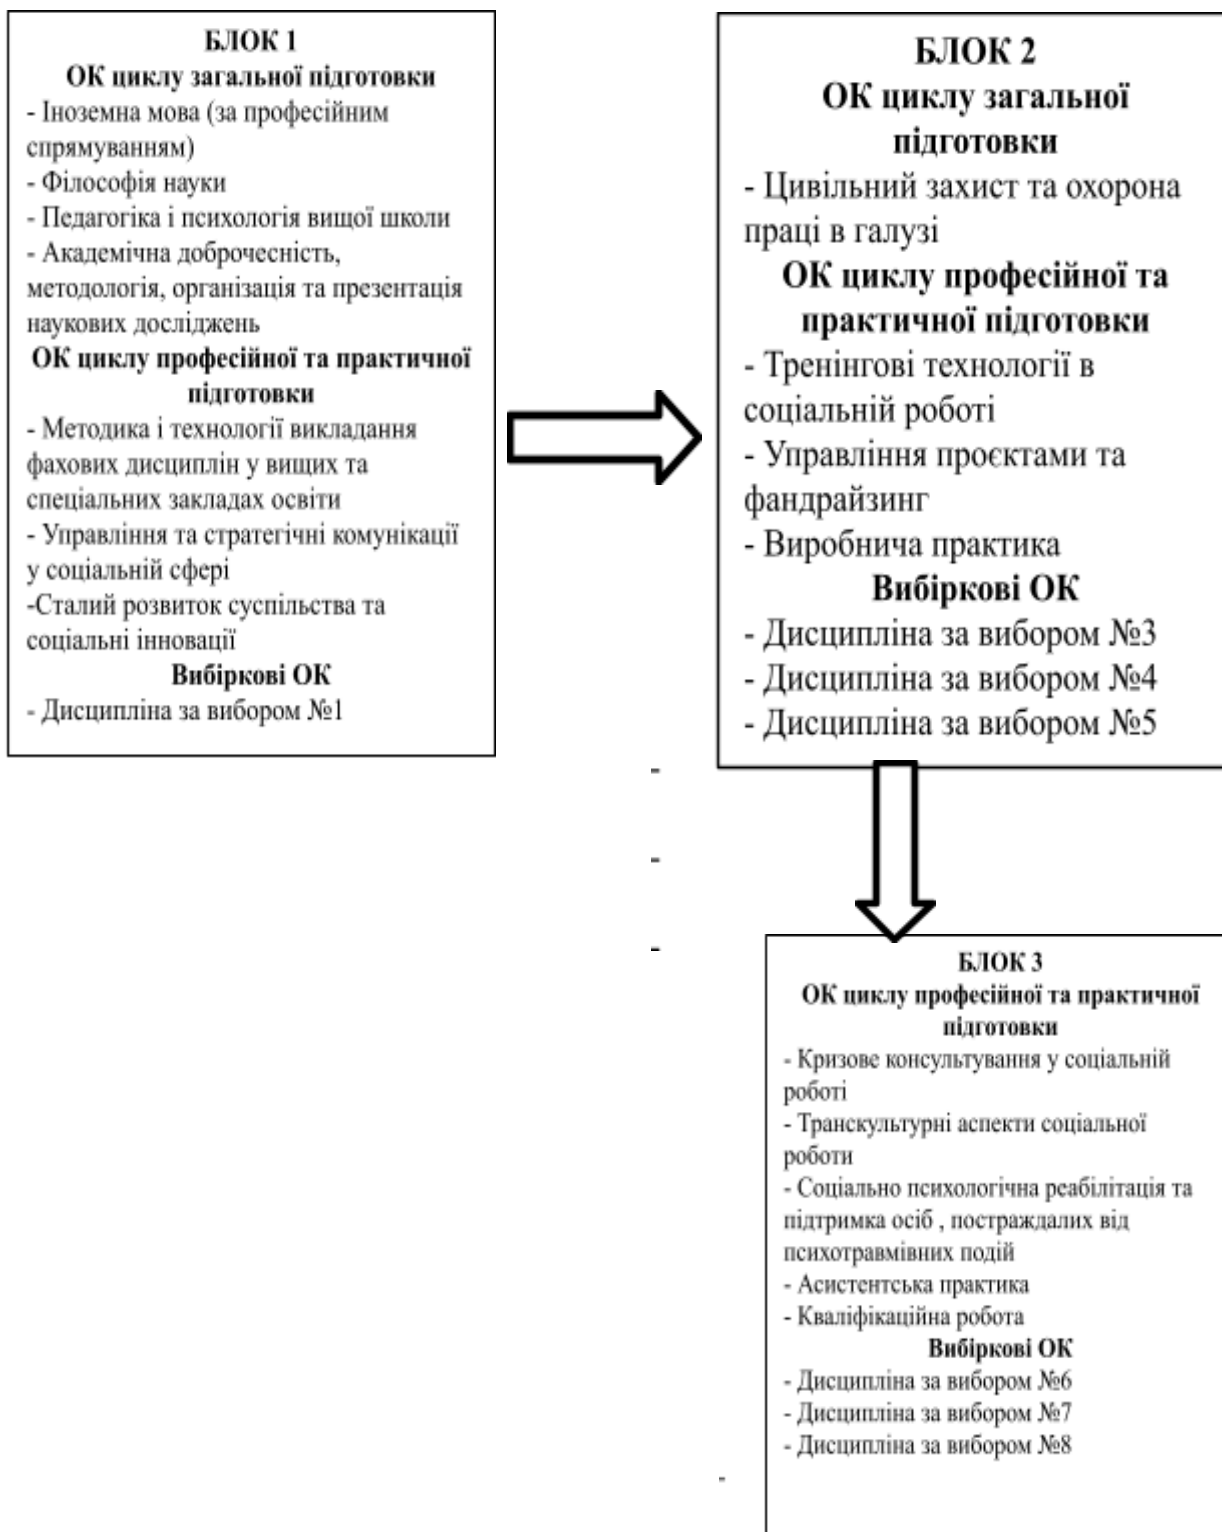 БЛОК 1
ОК циклу загальної підготовки
- Іноземна мова (за професійним
спрямуванням)
- Філософія науки
- Педагогіка і психологія вищої школи
- Академічна доброчесність,
методологія, організація та презентація
наукових досліджень
ОК циклу професійної та практичної
підготовки
- Методика і технології викладання
фахових дисциплін у вищих та
спеціальних закладах освіти
- Управління та стратегічні комунікації
у соціальній сфері
-Сталий розвиток суспільства та
соціальні інновації
Вибіркові ОК
- Дисципліна за вибором №1
БЛОК 2
ОК циклу загальної
підготовки
- Цивільний захист та охорона
праці в галузі
ОК циклу професійної та
практичної підготовки
- Тренінгові технології в
соціальній роботі
- Управління проєктами та
фандрайзинг
- Виробнича практика
Вибіркові ОК
- Дисципліна за вибором №3
- Дисципліна за вибором №4
- Дисципліна за вибором №5
-
-
-
БЛОК 3
ОК циклу професійної та практичної
підготовки
- Кризове консультування у соціальній
роботі
- Транскультурні аспекти соціальної
роботи
- Соціально психологічна реабілітація та
підтримка осіб , постраждалих від
психотравмівних подій
- Асистентська практика
- Кваліфікаційна робота
Вибіркові ОК
- Дисципліна за вибором №6
- Дисципліна за вибором №7
- Дисципліна за вибором №8
-